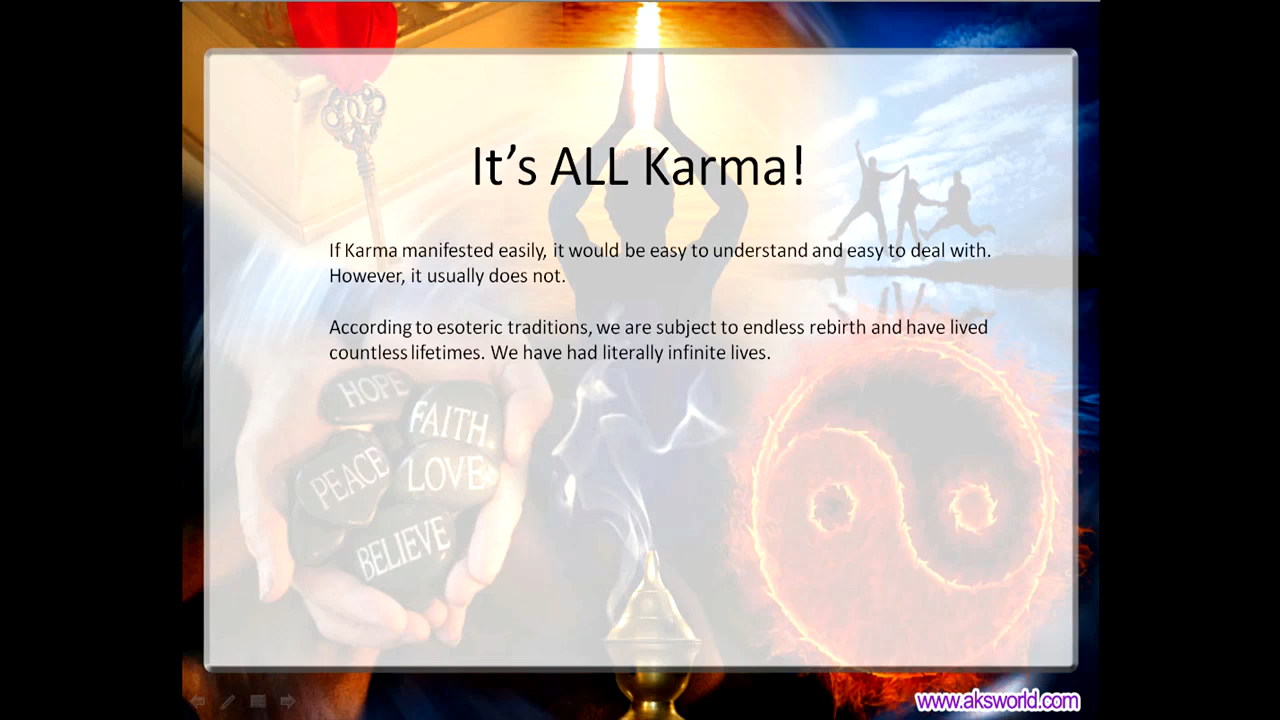 It’s ALL Karma!
If Karma manifested easily, it would be easy to understand and easy to deal with.
However, it usually does not.
According to esoteric traditions, we are subject to endless rebirth and have lived
countless lifetimes. We have had literally infinite lives.
HOPE
FAITH
PEACE
LOVE
BELIEVE
www.aksworld.com